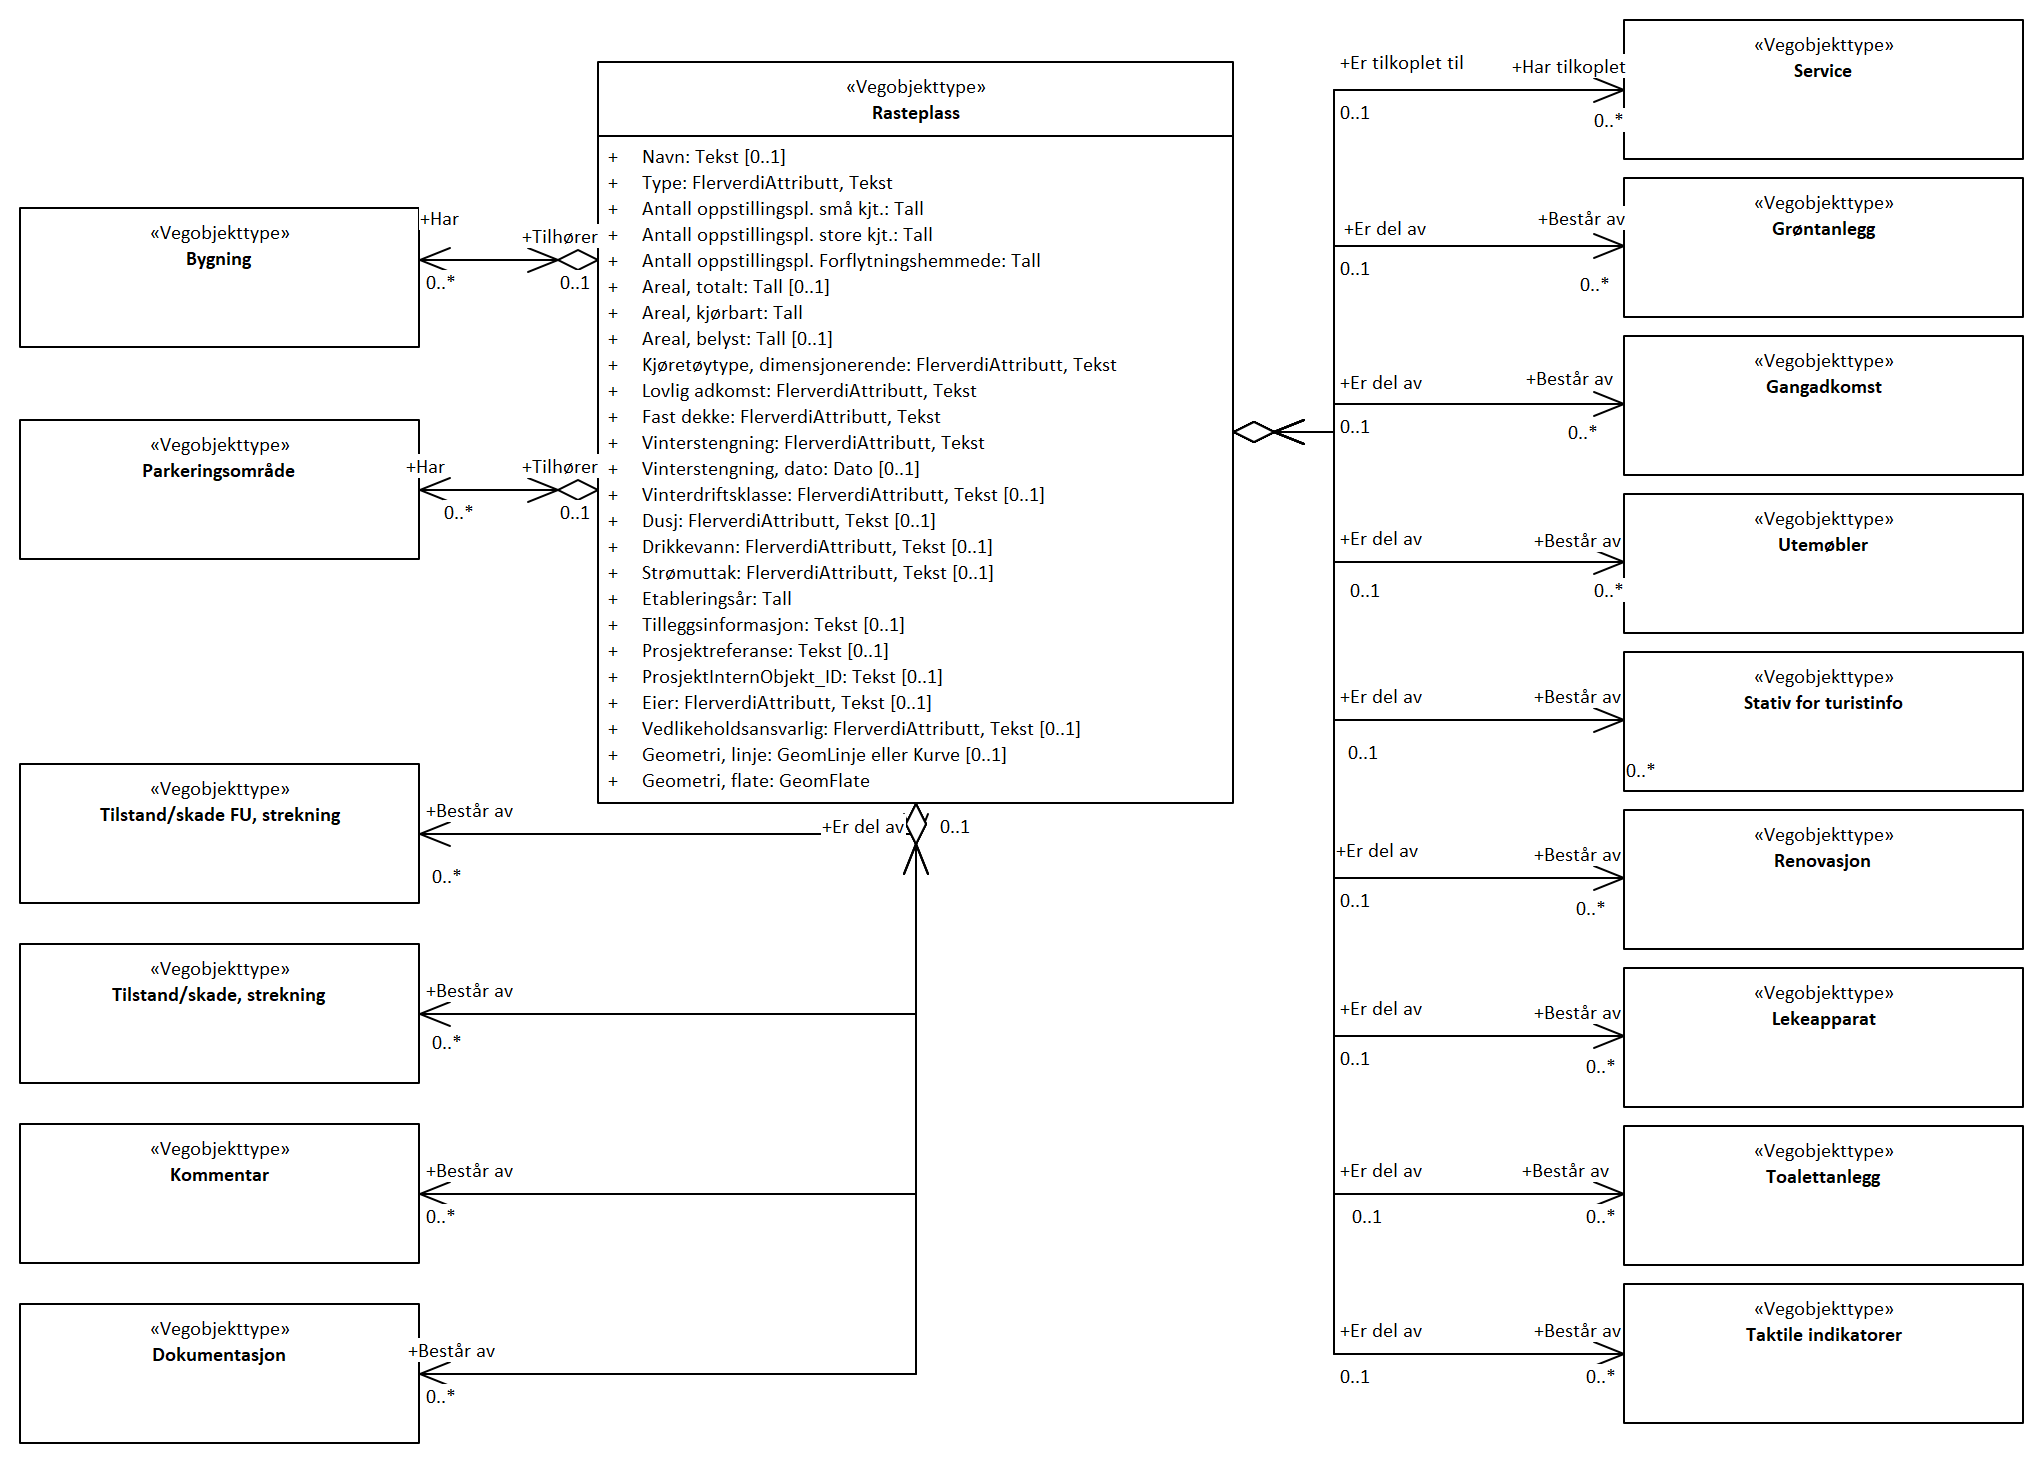 «Vegobjekttype»
Rasteplass
+ Navn: Tekst [0..1]
+ Type: FlerverdiAttributt, Tekst
+ Antall oppstillingspl. små kjt.: Tall
+ Antall oppstillingspl. store kjt.: Tall
+ Antall oppstillingspl. Forflytningshemmede: Tall
+ Areal, totalt: Tall [0..1]
+ Areal, kjørbart: Tall
+ Areal, belyst: Tall [0..1]
+ Kjøretøytype, dimensjonerende: FlerverdiAttributt, Tekst
+ Lovlig adkomst: FlerverdiAttributt, Tekst
+ Fast dekke: FlerverdiAttributt, Tekst
+ Vinterstengning: FlerverdiAttributt, Tekst
+ Vinterstengning, dato: Dato [0..1]
+ Vinterdriftsklasse: FlerverdiAttributt, Tekst [0..1]
+ Dusj: FlerverdiAttributt, Tekst [0..1]
+ Drikkevann: FlerverdiAttributt, Tekst [0..1]
+ Strømuttak: FlerverdiAttributt, Tekst [0..1]
+ Etableringsår: Tall
+ Tilleggsinformasjon: Tekst [0..1]
+ Prosjektreferanse: Tekst [0..1]
+ ProsjektInternObjekt_ID: Tekst [0..1]
+ Eier: FlerverdiAttributt, Tekst [0..1]
+ Vedlikeholdsansvarlig: FlerverdiAttributt, Tekst [0..1]
+ Geometri, linje: GeomLinje eller Kurve [0..1]
+ Geometri, flate: GeomFlate
«Vegobjekttype»
Bygning
+Har
0..*
+Tilhører
0..1
«Vegobjekttype»
Parkeringsområde
+Har
0..*
+Tilhører
0..1
«Vegobjekttype»
Tilstand/skade FU, strekning
+Består av
0..*
+Er del av
0..1
«Vegobjekttype»
Tilstand/skade, strekning
+Består av
0..*
«Vegobjekttype»
Kommentar
+Består av
0..*
«Vegobjekttype»
Dokumentasjon
+Består av
0..*
+Er tilkoplet til
0..1
+Har tilkoplet
0..*
«Vegobjekttype»
Service
+Er del av
0..1
+Består av
0..*
«Vegobjekttype»
Grøntanlegg
+Er del av
0..1
+Består av
0..*
«Vegobjekttype»
Gangadkomst
+Er del av
0..1
+Består av
0..*
«Vegobjekttype»
Utemøbler
+Er del av
0..1
+Består av
0..*
«Vegobjekttype»
Stativ for turistinfo
+Er del av
0..1
+Består av
0..*
«Vegobjekttype»
Renovasjon
+Er del av
0..1
+Består av
0..*
«Vegobjekttype»
Lekeapparat
+Er del av
0..1
+Består av
0..*
«Vegobjekttype»
Toalettanlegg
+Er del av
0..1
+Består av
0..*
«Vegobjekttype»
Taktile indikatorer